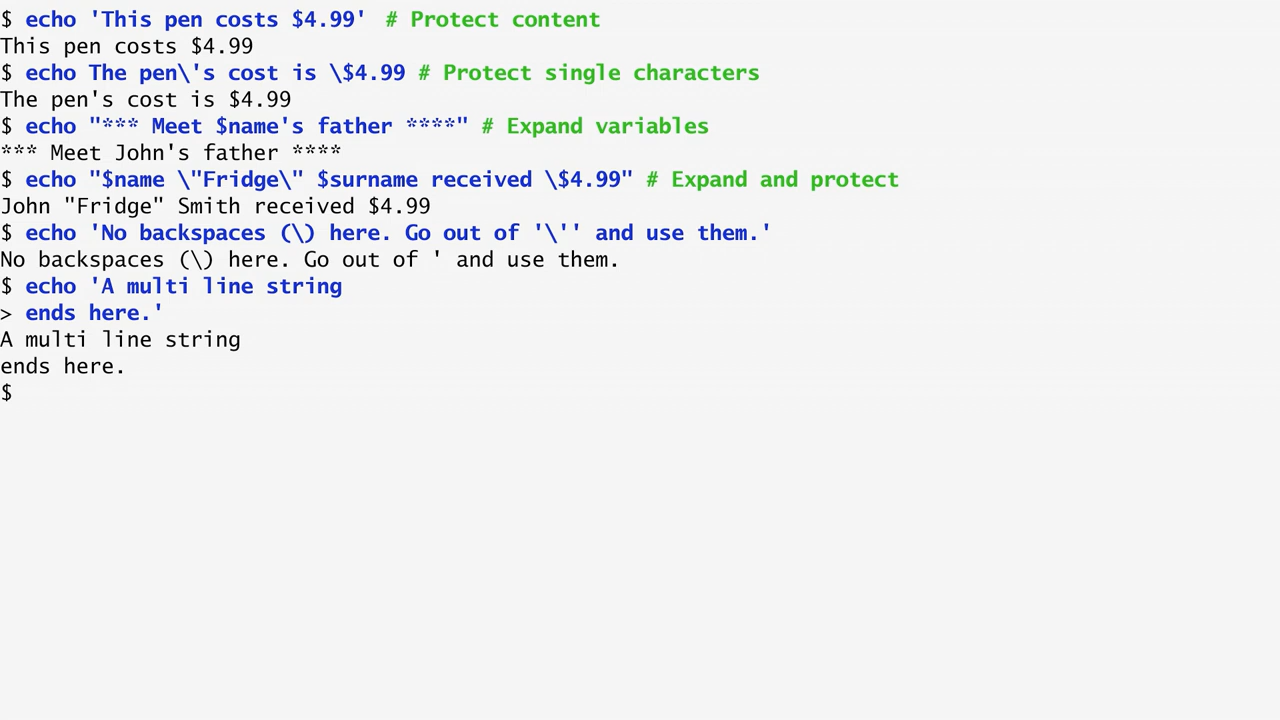 $ echo 'This pen costs $4.99'  # Protect content
This pen costs $4.99
$ echo The pen\'s cost is \$4.99 # Protect single characters
The pen's cost is $4.99
$ echo "*** Meet $name's father ****" # Expand variables
*** Meet John's father ****
$ echo "$name \"Fridge\" $surname received \$4.99" # Expand and protect
John "Fridge" Smith received $4.99
$ echo 'No backspaces (\) here. Go out of '\'' and use them.'
No backspaces (\) here. Go out of ' and use them.
$ echo 'A multi line string
> ends here.'
A multi line string
ends here.
$